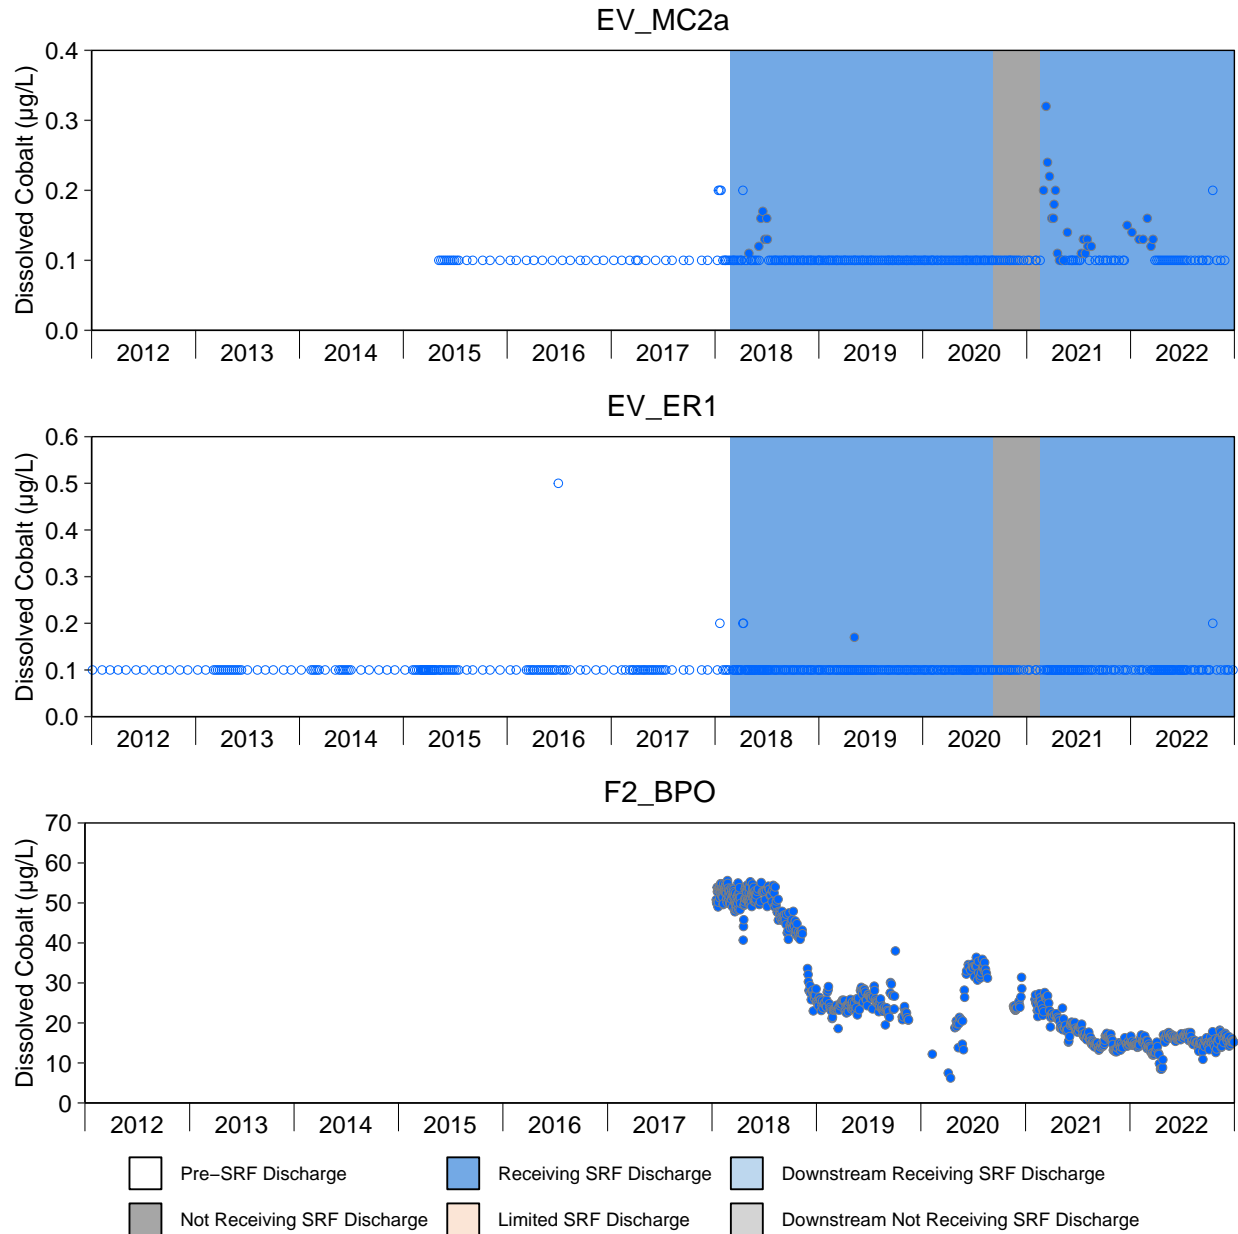 EV_MC2a
Dissolved Cobalt (µg/L)
0.4
0.3
0.2
0.1
0.0
2012 2013 2014 2015 2016 2017 2018 2019 2020 2021 2022
EV_ER1
Dissolved Cobalt (µg/L)
0.6
0.5
0.4
0.3
0.2
0.1
0.0
2012 2013 2014 2015 2016 2017 2018 2019 2020 2021 2022
F2_BPO
Dissolved Cobalt (µg/L)
70
60
50
40
30
20
10
0
2012 2013 2014 2015 2016 2017 2018 2019 2020 2021 2022
Pre−SRF Discharge Receiving SRF Discharge Downstream Receiving SRF Discharge
Not Receiving SRF Discharge Limited SRF Discharge Downstream Not Receiving SRF Discharge